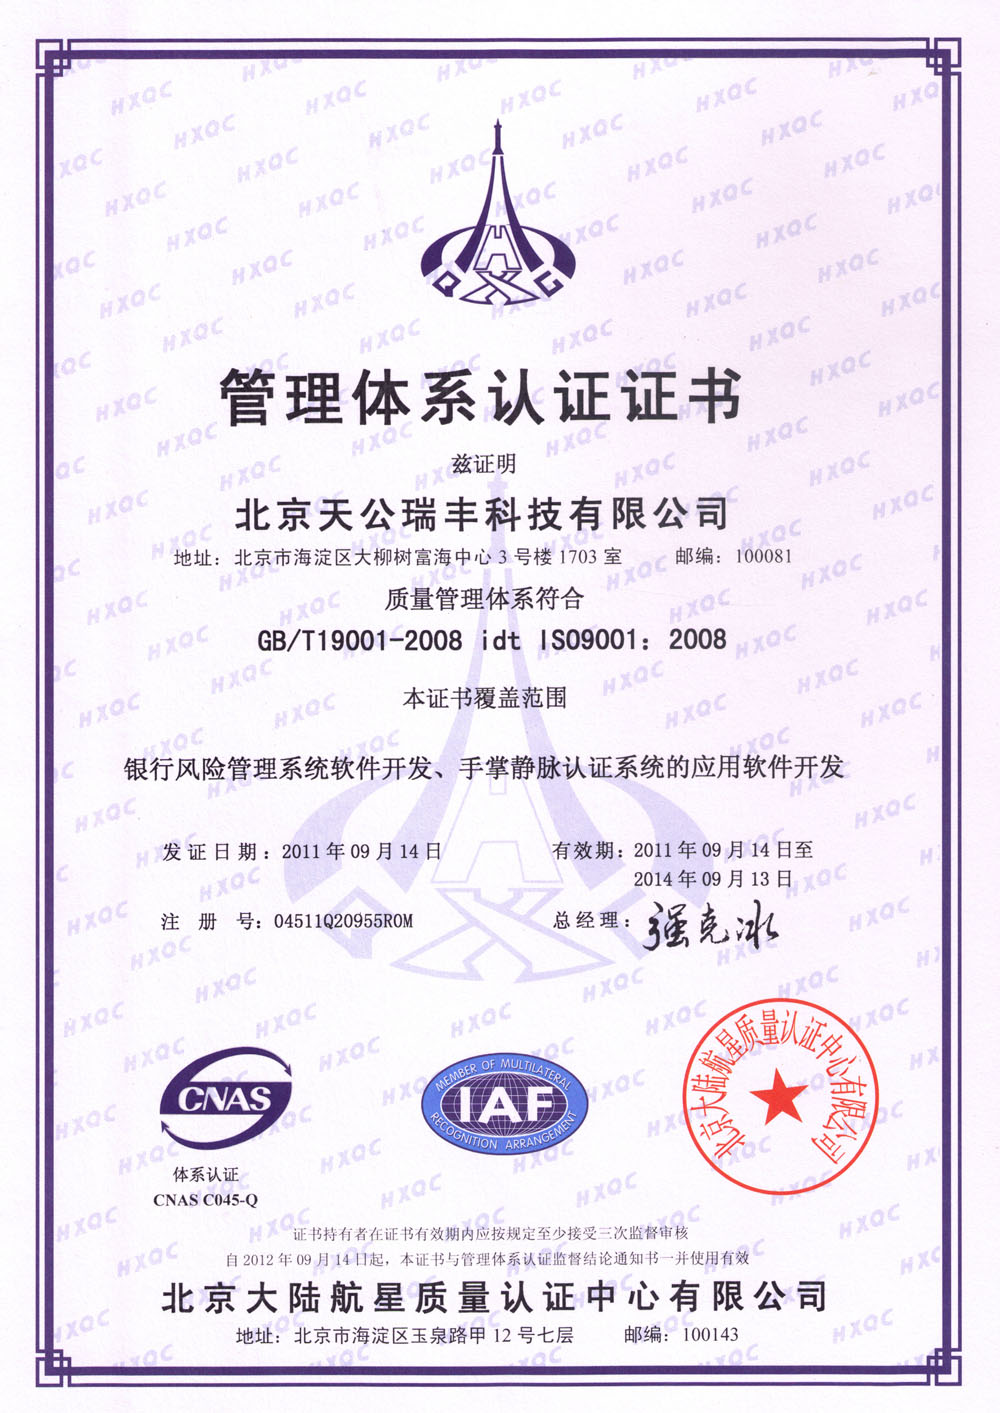 管理体系认证证书
兹证明
北京天公瑞丰科技有限公司
地址：北京市海淀区大柳树富海中心 3 号楼 1703 室 邮编：100081
质量管理体系符合
GB/T19001-2008 idt ISO9001：2008
本证书覆盖范围
银行风险管理系统软件开发、手掌静脉认证系统的应用软件开发
发证日期：2011 年 09 月 14 日 有效期：2011 年 09 月 14 日至
2014 年 09 月 13 日
注 册 号：04511Q20955R0M 总经理：强克冰
CNAS
体系认证
CNAS C045-Q
MEMBER OF MULTILATERAL
IAF
RECOGNITION ARRANGEMENT
北京大陆航星质量认证中心有限公司
证书持有者在证书有效期内应按规定至少接受三次监督审核
自 2012 年 09 月 14 日起，本证书与管理体系认证监督结论通知书一并使用有效
北京大陆航星质量认证中心有限公司
地址：北京市海淀区玉泉路甲 12 号七层 邮编：100143